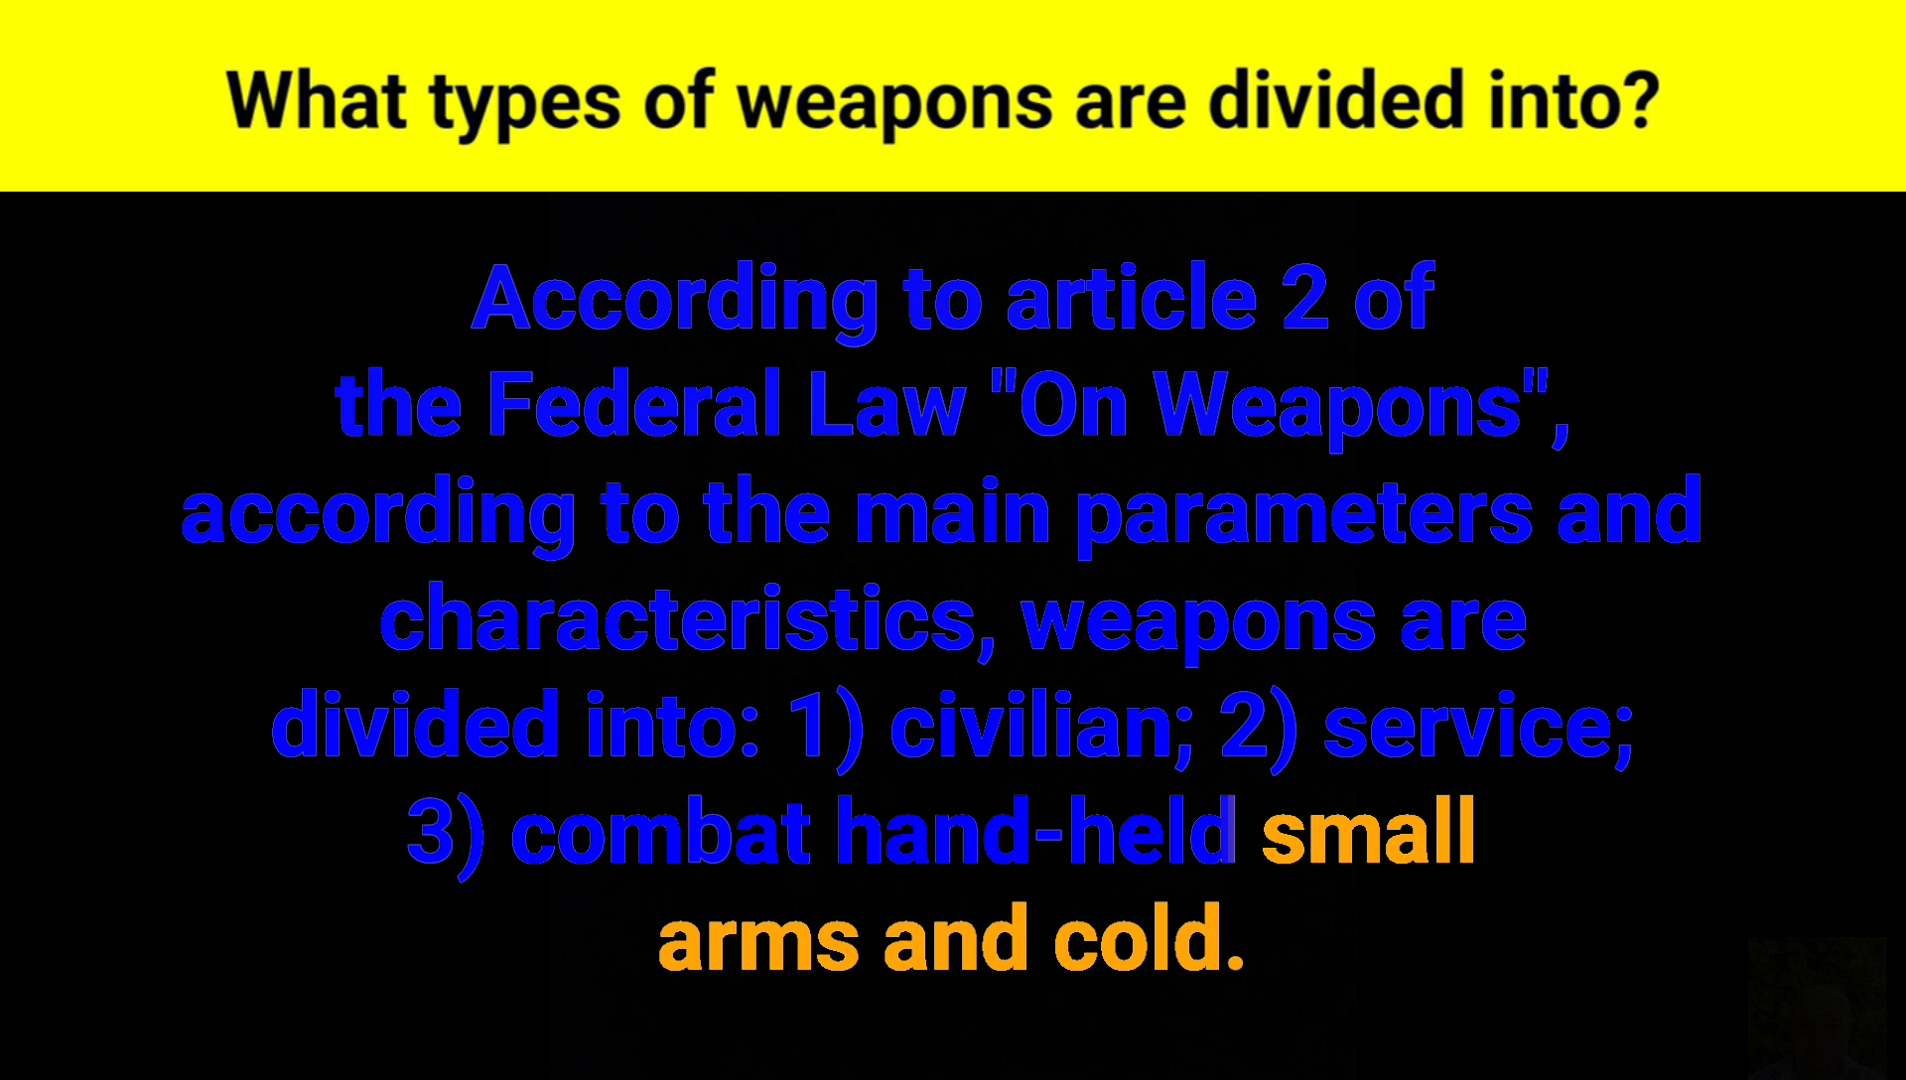 What types of weapons are divided into?
According to article 2 of
the Federal Law "On Weapons",
according to the main parameters and
characteristics, weapons are
divided into: 1) civilian; 2) service;
3) combat hand-held small
arms and cold.